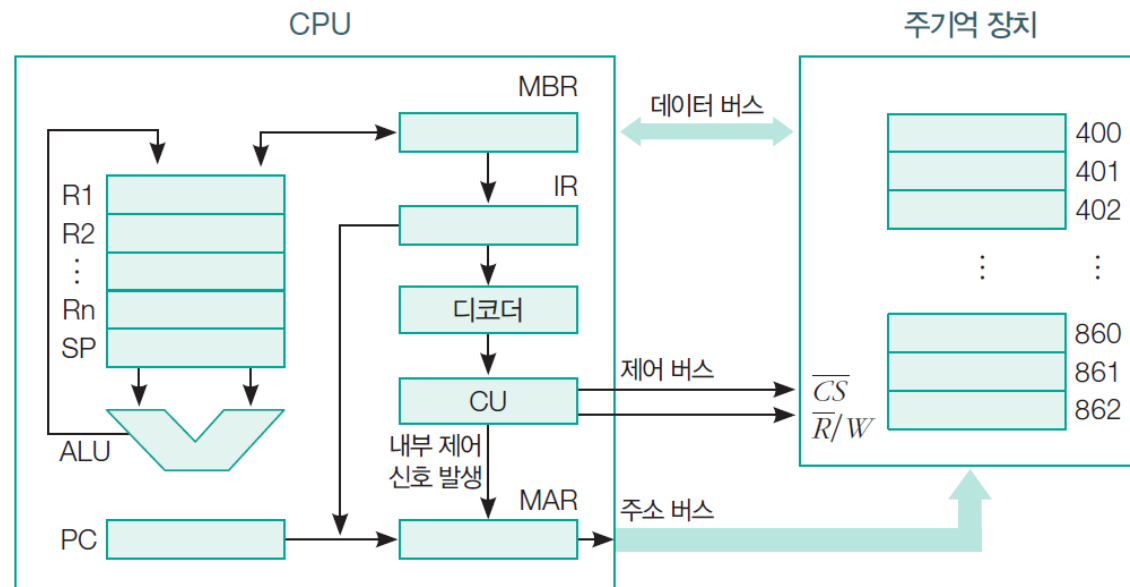 CPU
주기억 장치
MBR
데이터 버스
400
401
402
R1
IR
R2
⋮
⋮
⋮
Rn
디코더
860
SP
제어 버스
861
CU
C̅S̅
862
R̅/W
ALU
내부 제어
신호 발생
MAR
주소 버스
PC